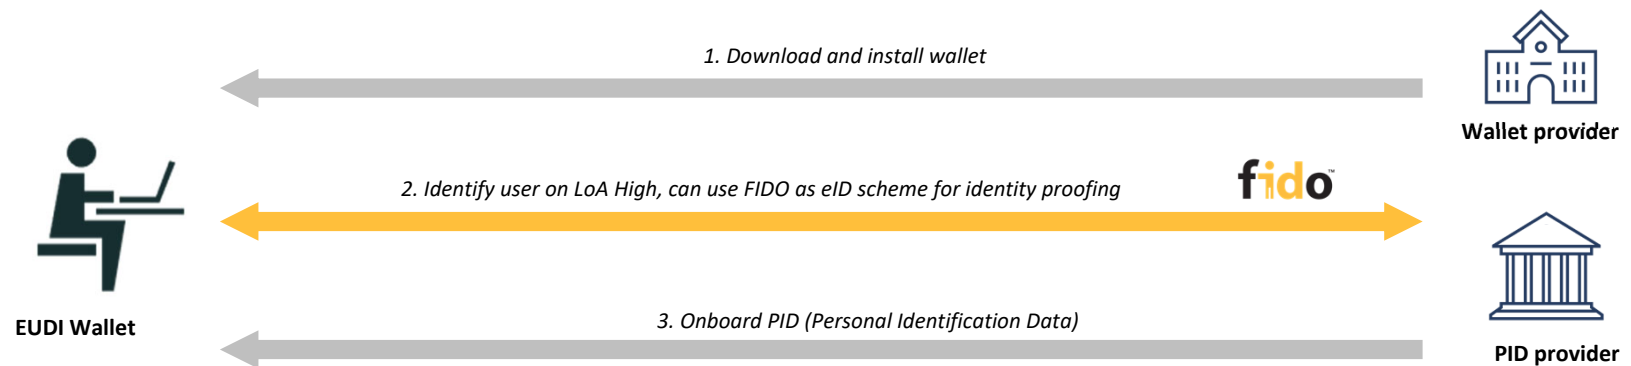 1. Download and install wallet
Wallet provider
2. Identify user on LoA High, can use FIDO as eID scheme for identity proofing
fido™
EUDI Wallet
3. Onboard PID (Personal Identification Data)
PID provider